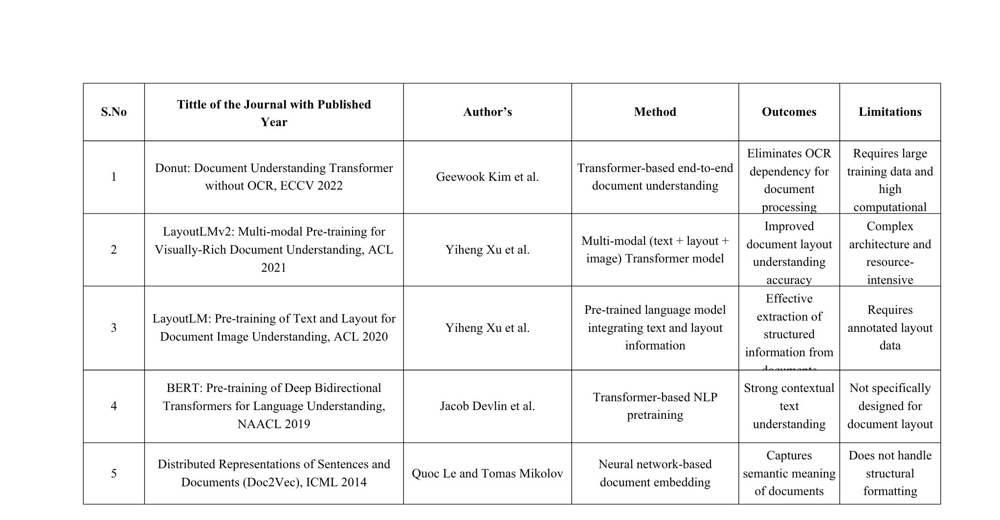 S.No
Tittle of the Journal with Published
Year
Author’s
Method
Outcomes
Limitations
1
Donut: Document Understanding Transformer
without OCR, ECCV 2022
Geewook Kim et al.
Transformer-based end-to-end
document understanding
Eliminates OCR
dependency for
document
processing
Requires large
training data and
high
computational
2
LayoutLMv2: Multi-modal Pre-training for
Visually-Rich Document Understanding, ACL
2021
Yiheng Xu et al.
Multi-modal (text + layout +
image) Transformer model
Improved
document layout
understanding
accuracy
Complex
architecture and
resource-
intensive
3
LayoutLM: Pre-training of Text and Layout for
Document Image Understanding, ACL 2020
Yiheng Xu et al.
Pre-trained language model
integrating text and layout
information
Effective
extraction of
structured
information from
documents
Requires
annotated layout
data
4
BERT: Pre-training of Deep Bidirectional
Transformers for Language Understanding,
NAACL 2019
Jacob Devlin et al.
Transformer-based NLP
pretraining
Strong contextual
text
understanding
Not specifically
designed for
document layout
5
Distributed Representations of Sentences and
Documents (Doc2Vec), ICML 2014
Quoc Le and Tomas Mikolov
Neural network-based
document embedding
Captures
semantic meaning
of documents
Does not handle
structural
formatting